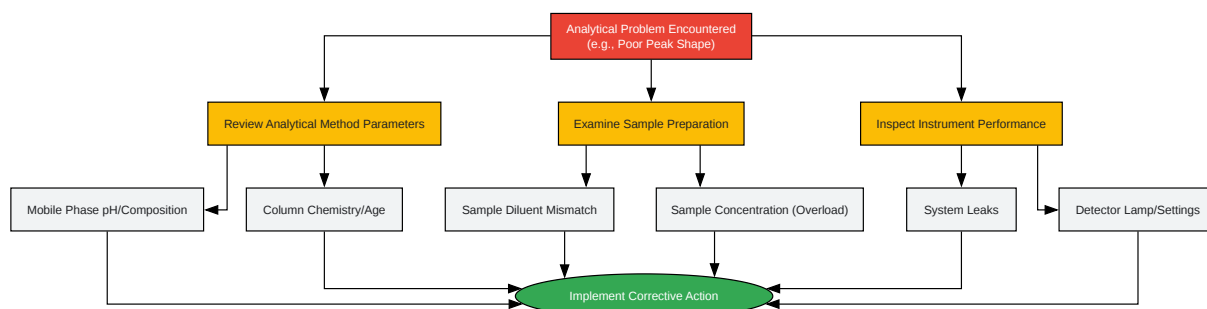 Analytical Problem Encountered
(e.g., Poor Peak Shape)
Review Analytical Method Parameters
Examine Sample Preparation
Inspect Instrument Performance
Mobile Phase pH/Composition
Column Chemistry/Age
Sample Diluent Mismatch
Sample Concentration (Overload)
System Leaks
Detector Lamp/Settings
Implement Corrective Action